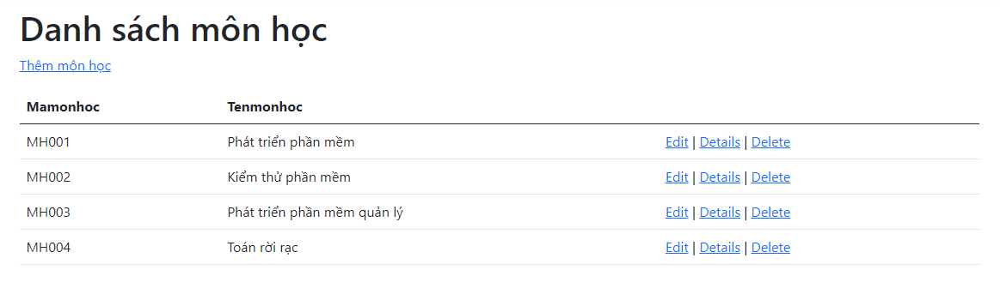 Danh sách môn học
Thêm môn học
Mamonhoc Tenmonhoc
MH001 Phát triển phần mềm Edit | Details | Delete
MH002 Kiểm thử phần mềm Edit | Details | Delete
MH003 Phát triển phần mềm quản lý Edit | Details | Delete
MH004 Toán rời rạc Edit | Details | Delete